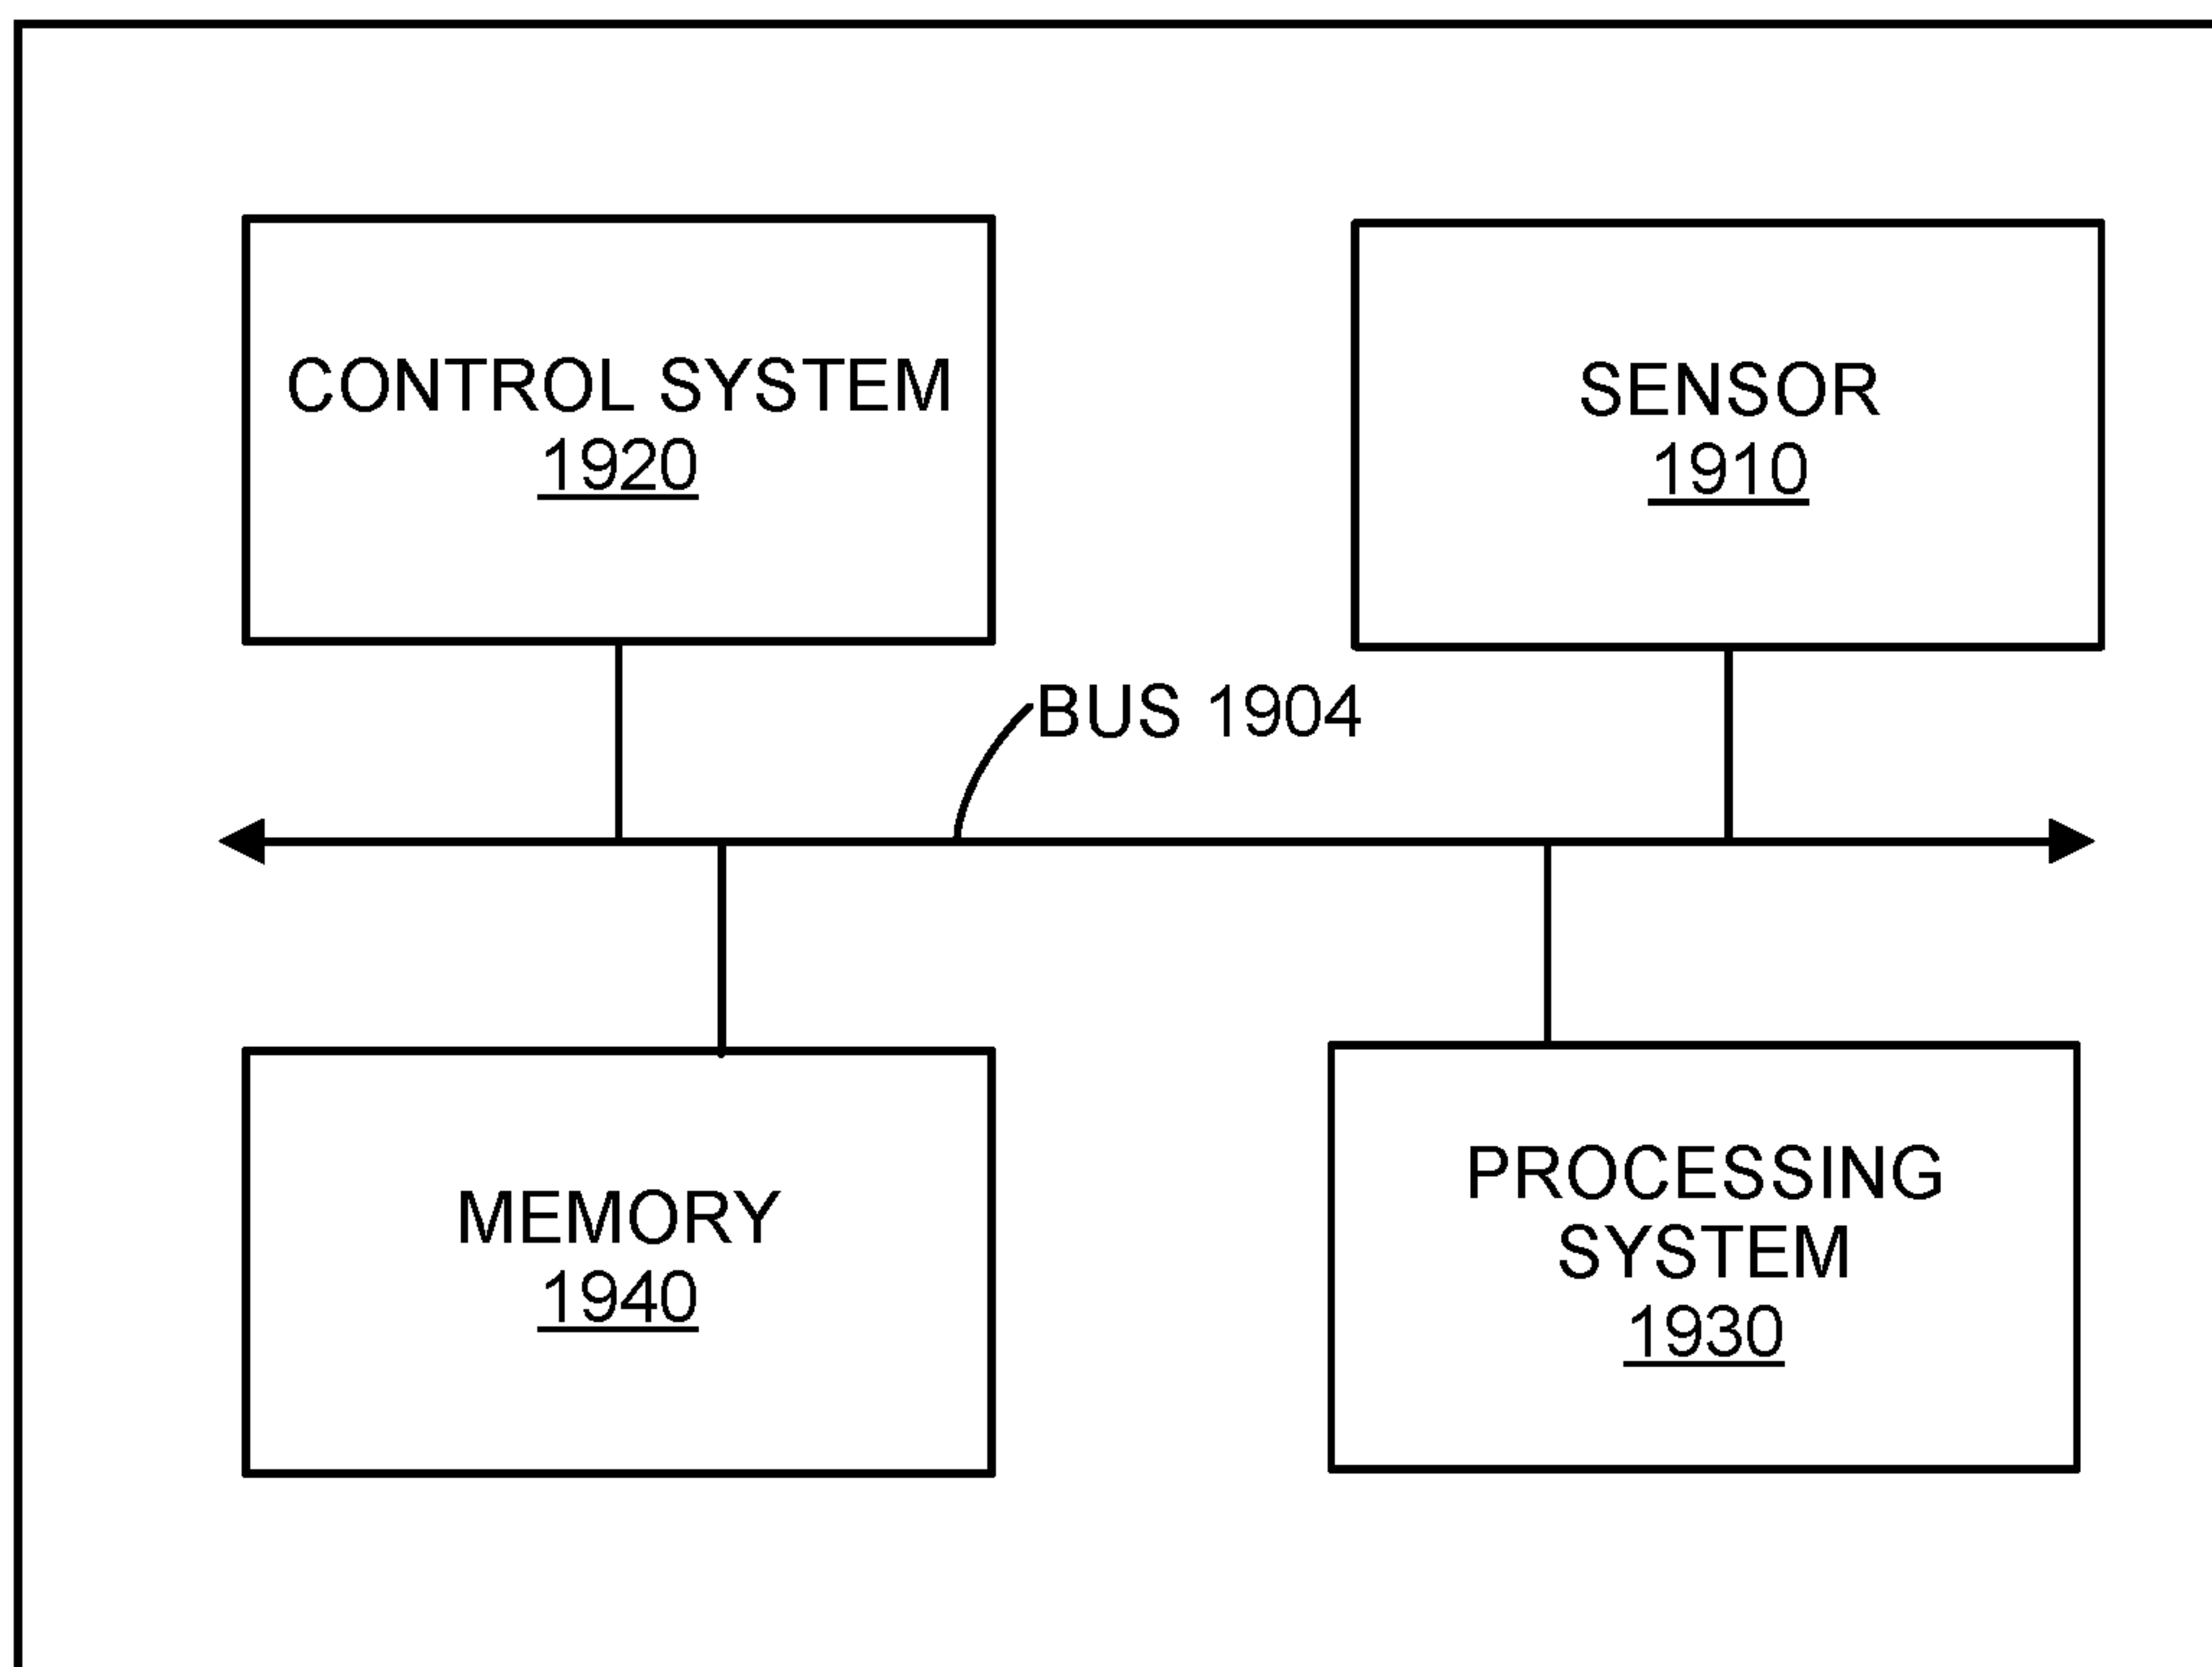 CONTROL SYSTEM
1920
SENSOR
1910
BUS 1904
MEMORY
1940
PROCESSING
SYSTEM
1930